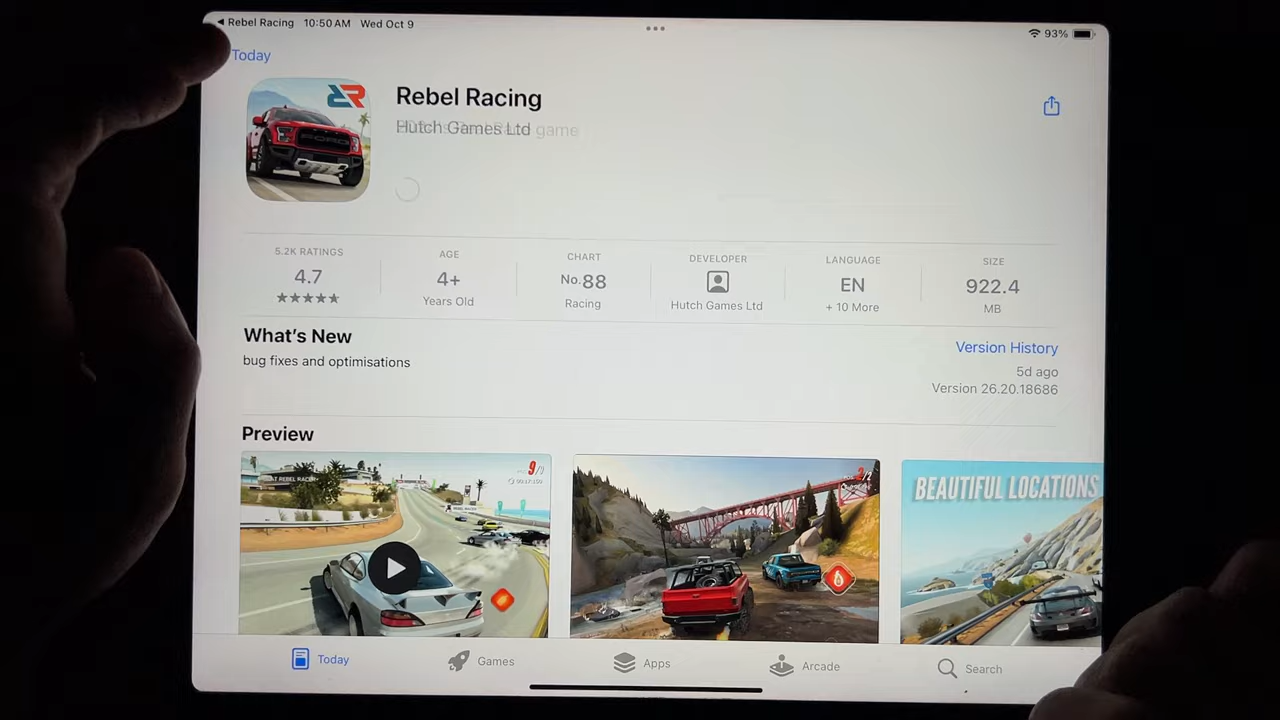 ◀ Rebel Racing 10:50 AM Wed Oct 9
93%
Today
Rebel Racing
Hutch Games Ltd
game
5.2K RATINGS
4.7
★★★★★
AGE
4+
Years Old
CHART
No.88
Racing
DEVELOPER
Hutch Games Ltd
LANGUAGE
EN
+ 10 More
SIZE
922.4
MB
What's New
Version History
bug fixes and optimisations
5d ago
Version 26.20.18686
Preview
BEAUTIFUL LOCATIONS
Today
Games
Apps
Arcade
Search